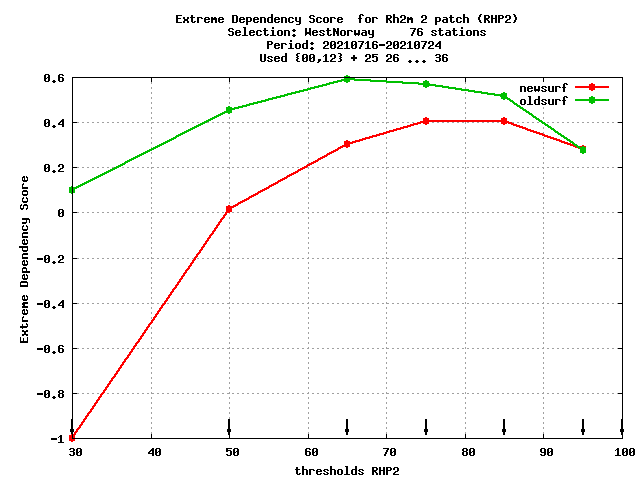 Extreme Dependency Score  for Rh2m 2 patch (RHP2)
Selection: WestNorway     76 stations
Period: 20210716-20210724
Used {00,12} + 25 26 ... 36
newsurf
oldsurf
0.6
0.4
0.2
0
-0.2
-0.4
-0.6
-0.8
-1
Extreme Dependency Score
30 40 50 60 70 80 90 100
thresholds RHP2